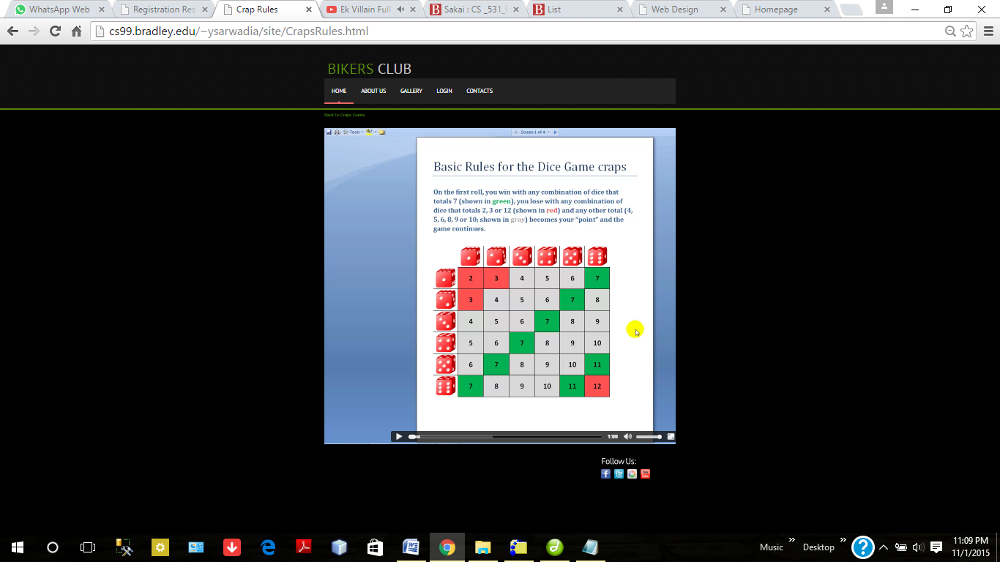 WhatsApp Web
Registration Res
Crap Rules
Ek Villain Full
Sakai : CS _531_
List
Web Design
Homepage
cs99.bradley.edu/~ysarwadia/site/CrapsRules.html
BIKERS CLUB
HOME ABOUT US GALLERY LOGIN CONTACTS
Back to Craps Game
Tools Screen 1 of 4
Basic Rules for the Dice Game craps
On the first roll, you win with any combination of dice that
totals 7 (shown in green), you lose with any combination of
dice that totals 2, 3 or 12 (shown in red) and any other total (4,
5, 6, 8, 9 or 10; shown in gray) becomes your “point” and the
game continues.
2 3 4 5 6 7
3 4 5 6 7 8
4 5 6 7 8 9
5 6 7 8 9 10
6 7 8 9 10 11
7 8 9 10 11 12
1:00
Follow Us:
Music Desktop 11:09 PM
11/1/2015